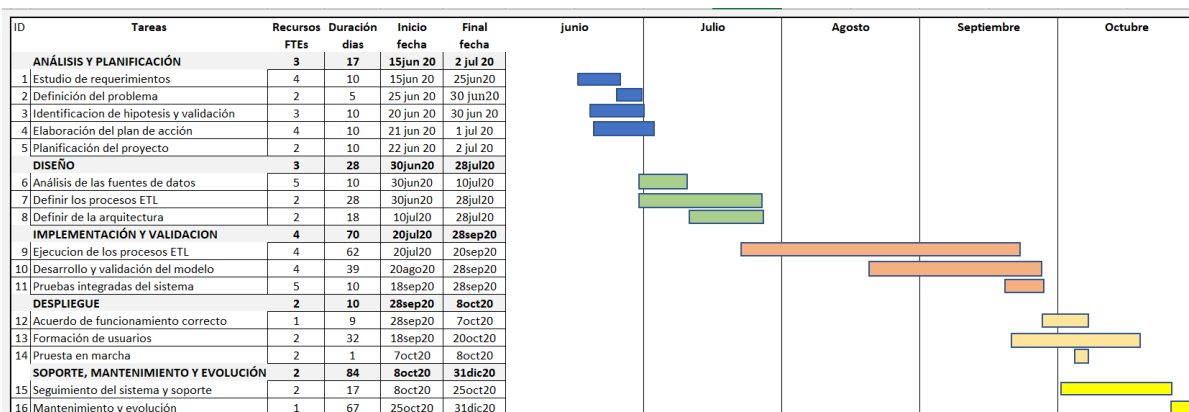 ID Tareas Recursos Duración Inicio Final junio Julio Agosto Septiembre Octubre
FTEs dias fecha fecha
ANÁLISIS Y PLANIFICACIÓN 3 17 15jun 20 2 jul 20
1 Estudio de requerimientos 4 10 15jun 20 25jun20
2 Definición del problema 2 5 25 jun 20 30 jun20
3 Identificacion de hipotesis y validación 3 10 20 jun 20 30 jun 20
4 Elaboración del plan de acción 4 10 21 jun 20 1 jul 20
5 Planificación del proyecto 2 10 22 jun 20 2 jul 20
DISEÑO 3 28 30jun20 28jul20
6 Análisis de las fuentes de datos 5 10 30jun20 10jul20
7 Definir los procesos ETL 2 28 30jun20 28jul20
8 Definir de la arquitectura 2 18 10jul20 28jul20
IMPLEMENTACIÓN Y VALIDACION 4 70 20jul20 28sep20
9 Ejecucion de los procesos ETL 4 62 20jul20 20sep20
10 Desarrollo y validación del modelo 4 39 20ago20 28sep20
11 Pruebas integradas del sistema 5 10 18sep20 28sep20
DESPLIEGUE 2 10 28sep20 8oct20
12 Acuerdo de funcionamiento correcto 1 9 28sep20 7oct20
13 Formación de usuarios 2 32 18sep20 20oct20
14 Pruesta en marcha 2 1 7oct20 8oct20
SOPORTE, MANTENIMIENTO Y EVOLUCIÓN 2 84 8oct20 31dic20
15 Seguimiento del sistema y soporte 2 17 8oct20 25oct20
16 Mantenimiento y evolución 1 67 25oct20 31dic20